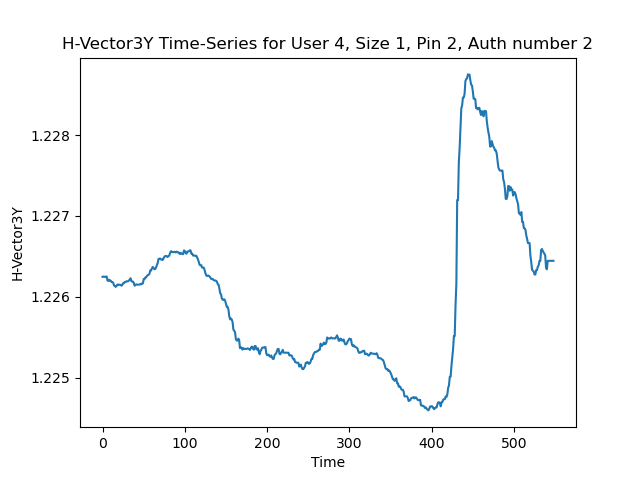 H-Vector3Y Time-Series for User 4, Size 1, Pin 2, Auth number 2
1.228
1.227
1.226
1.225
H-Vector3Y
0 100 200 300 400 500
Time